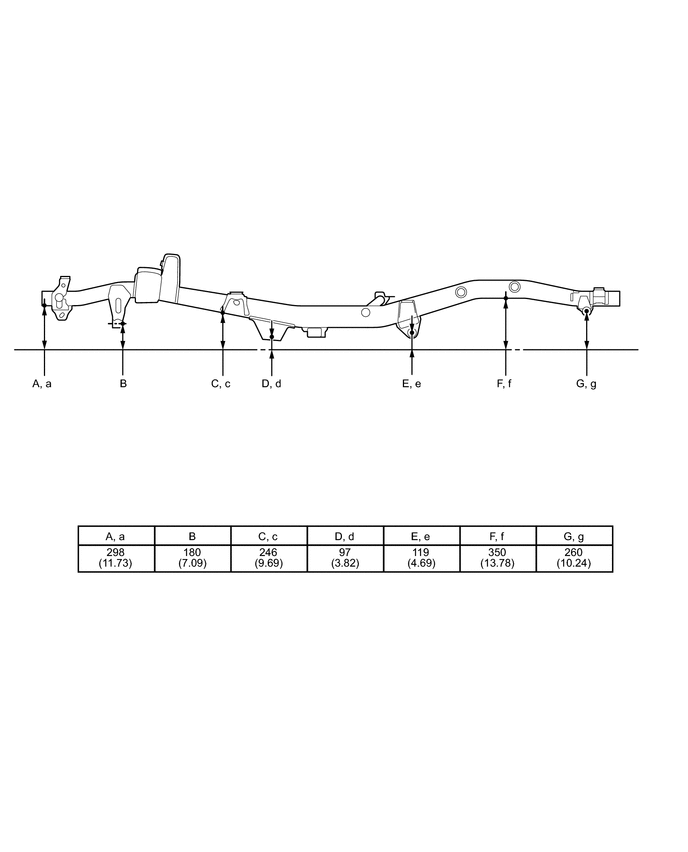 A, a B C, c D, d E, e F, f G, g
A, a B C, c D, d E, e F, f G, g
298 180 246 97 119 350 260
(11.73) (7.09) (9.69) (3.82) (4.69) (13.78) (10.24)